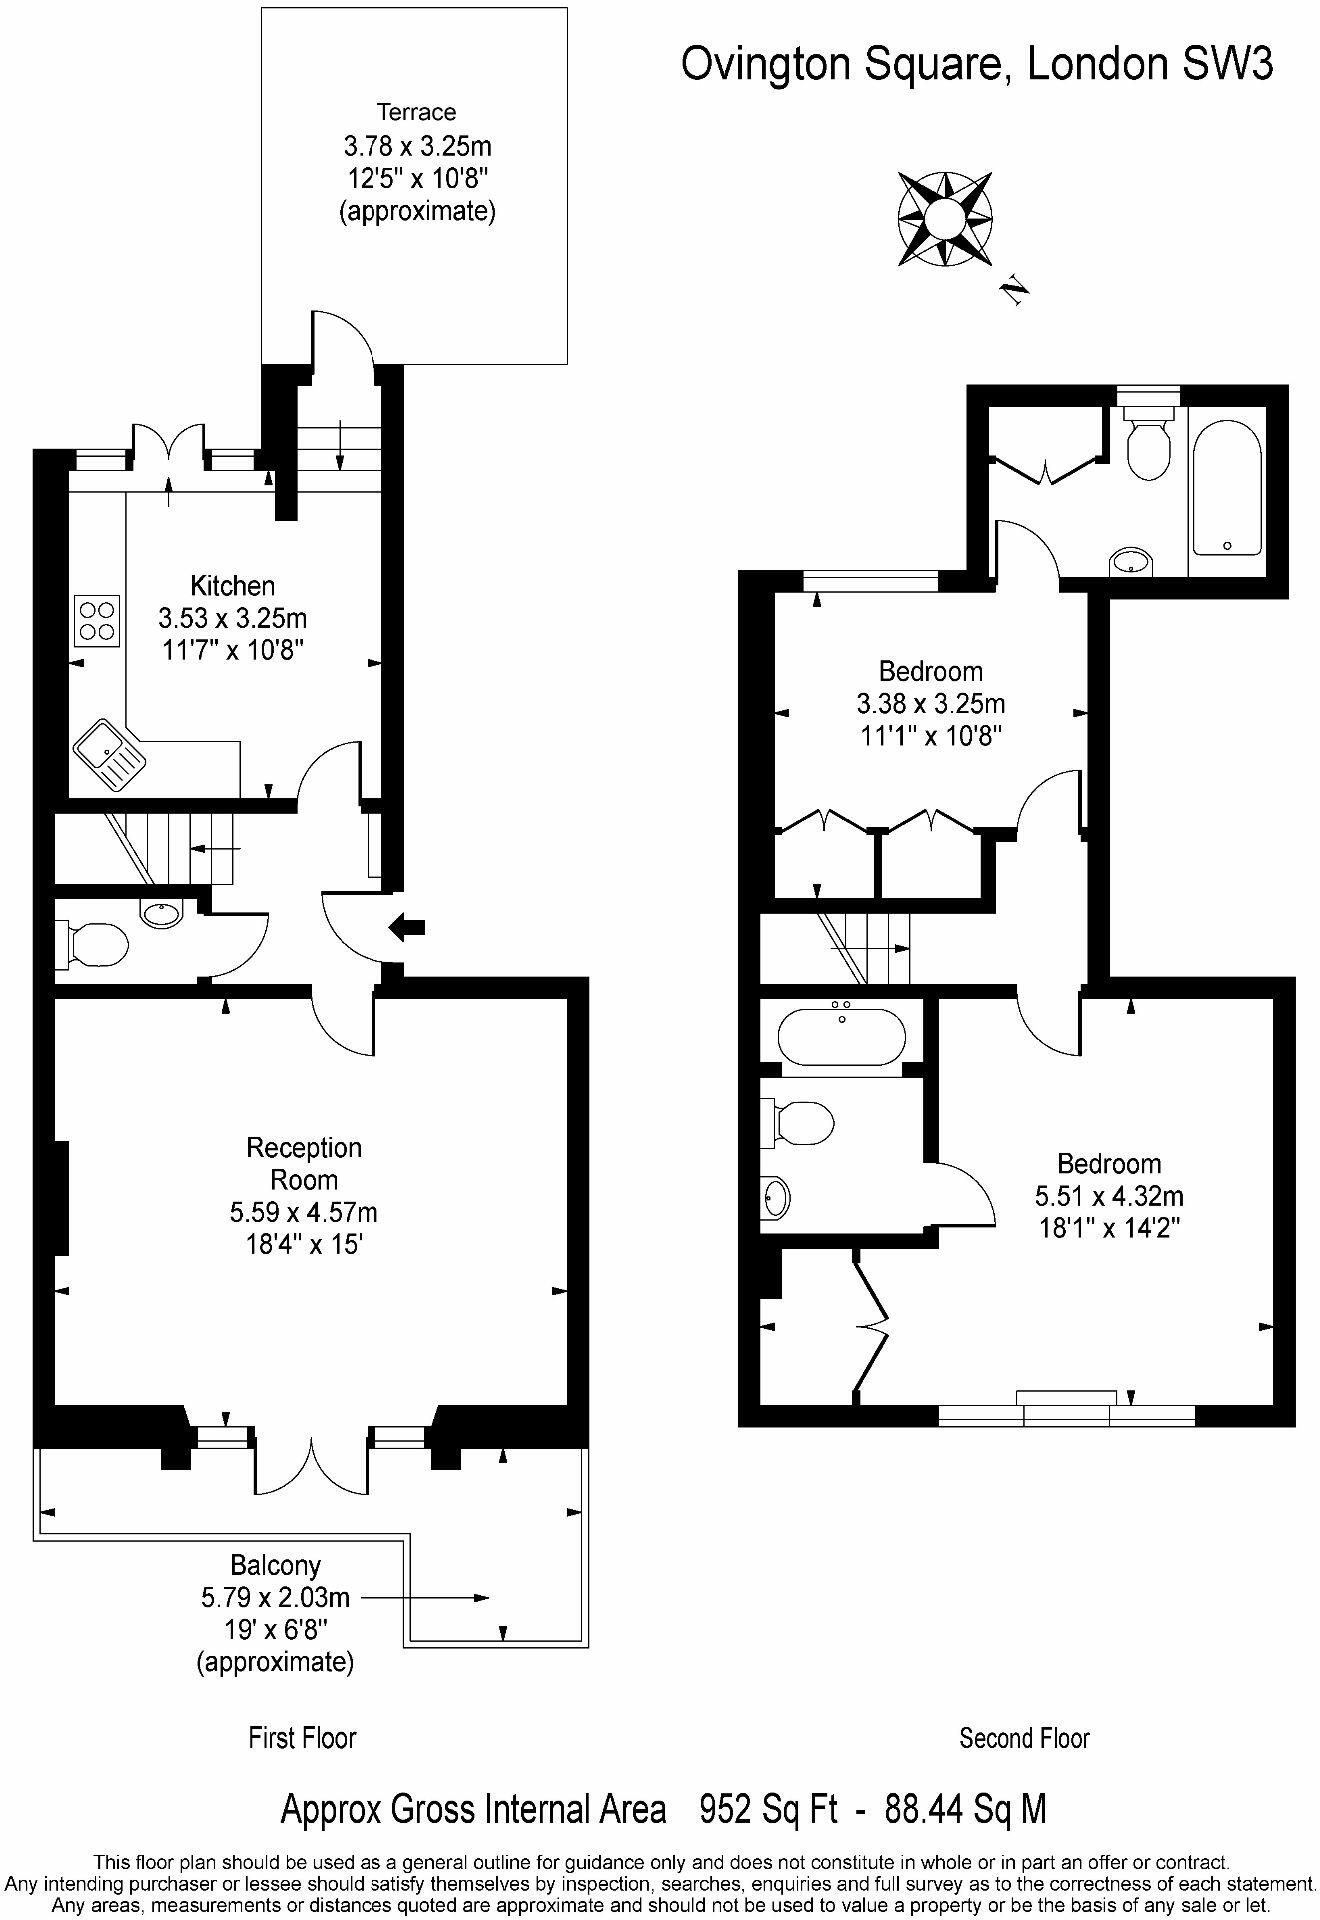 Ovington Square, London SW3
Terrace
3.78 x 3.25m
12'5" x 10'8"
(approximate)
N
Kitchen
3.53 x 3.25m
11'7" x 10'8"
Bedroom
3.38 x 3.25m
11'1" x 10'8"
Reception
Room
5.59 x 4.57m
18'4" x 15'
Bedroom
5.51 x 4.32m
18'1" x 14'2"
Balcony
5.79 x 2.03m
19' x 6'8"
(approximate)
First Floor
Second Floor
Approx Gross Internal Area 952 Sq Ft - 88.44 Sq M
This floor plan should be used as a general outline for guidance only and does not constitute in whole or in part an offer or contract.
Any intending purchaser or lessee should satisfy themselves by inspection, searches, enquiries and full survey as to the correctness of each statement.
Any areas, measurements or distances quoted are approximate and should not be used to value a property or be the basis of any sale or let.